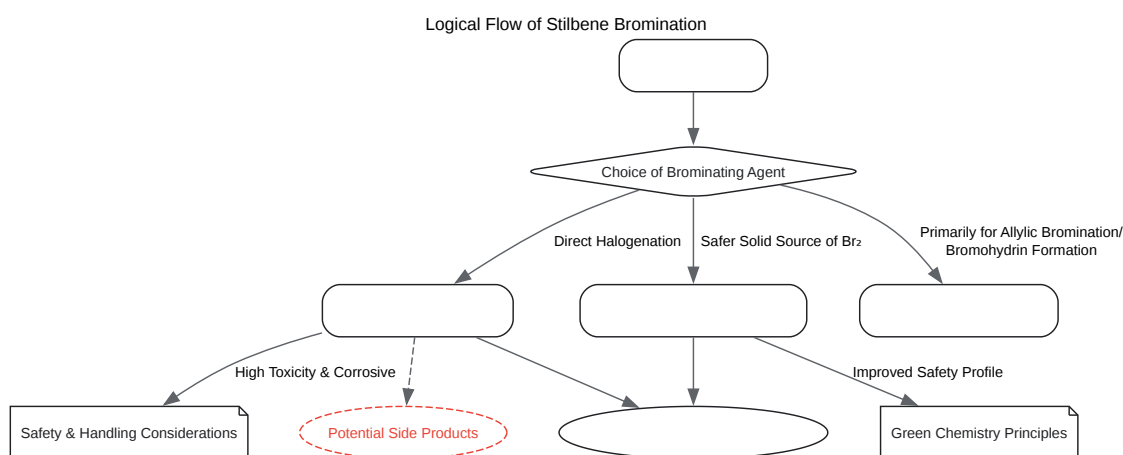 Logical Flow of Stilbene Bromination
Choice of Brominating Agent
Direct Halogenation
Safer Solid Source of Br₂
Primarily for Allylic Bromination/
Bromohydrin Formation
High Toxicity & Corrosive
Improved Safety Profile
Safety & Handling Considerations
Potential Side Products
Green Chemistry Principles